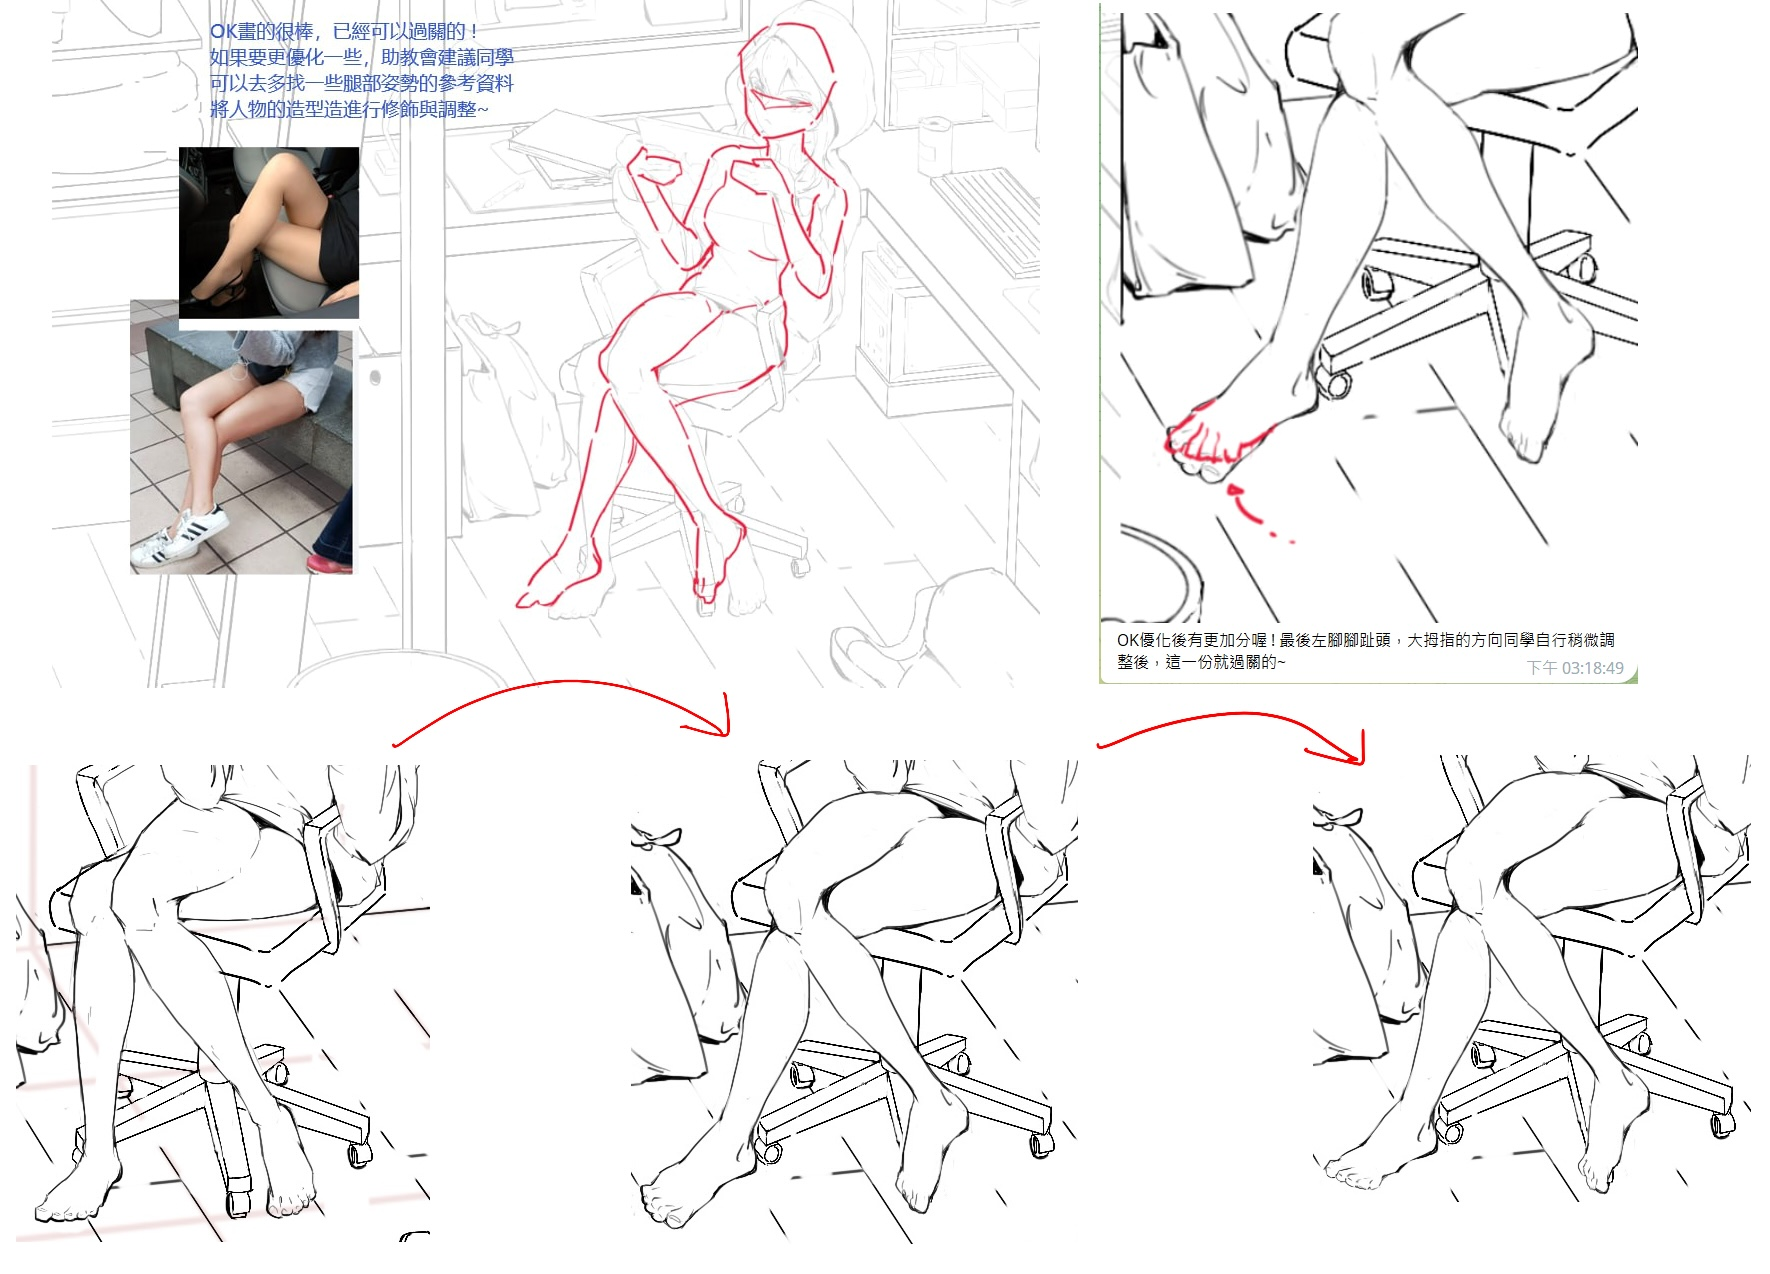 OK畫的很棒，已經可以過關的！
如果要更優化一些，助教會建議同學
可以去多找一些腿部姿勢的參考資料
將人物的造型造進行修飾與調整~
OK優化後有更加分喔！最後左腳腳趾頭，大拇指的方向同學自行稍微調
整後，這一份就過關的~
下午 03:18:49